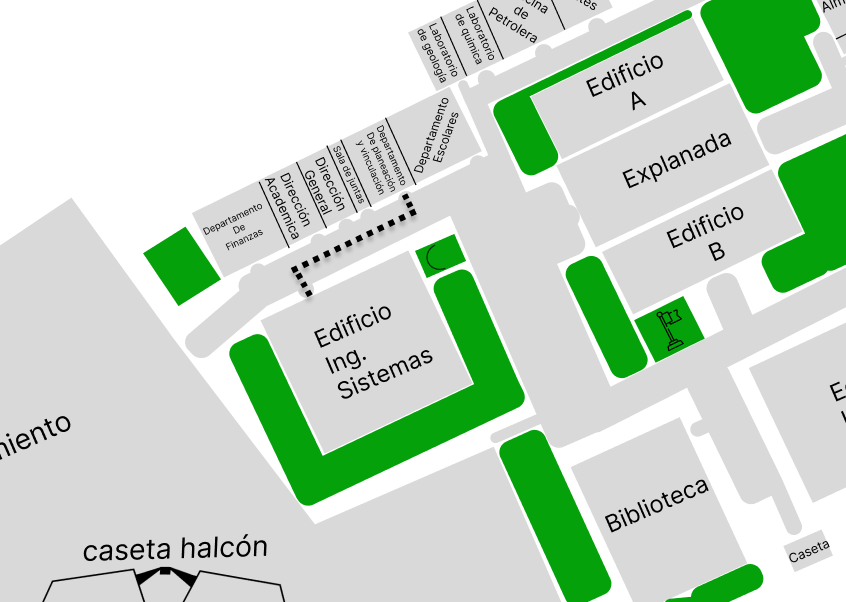 Laboratorio
de geología
Laboratorio
de química
de
Petrolera
Edificio
A
Departamento
Escolares
Departamento
De planeación
y vinculación
Sala de juntas
Dirección
General
Dirección
Academica
Departamento
De
Finanzas
Explanada
Edificio
B
Edificio
Ing.
Sistemas
miento
Biblioteca
caseta halcón
Caseta